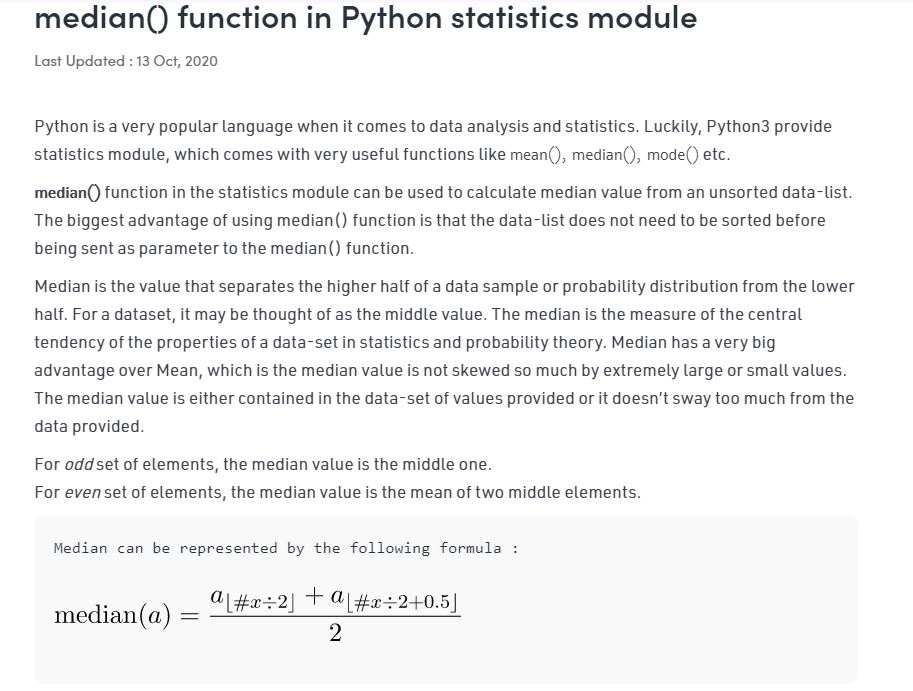 median() function in Python statistics module
Last Updated : 13 Oct, 2020
Python is a very popular language when it comes to data analysis and statistics. Luckily, Python3 provide
statistics module, which comes with very useful functions like mean(), median(), mode() etc.
median() function in the statistics module can be used to calculate median value from an unsorted data-list.
The biggest advantage of using median() function is that the data-list does not need to be sorted before
being sent as parameter to the median() function.
Median is the value that separates the higher half of a data sample or probability distribution from the lower
half. For a dataset, it may be thought of as the middle value. The median is the measure of the central
tendency of the properties of a data-set in statistics and probability theory. Median has a very big
advantage over Mean, which is the median value is not skewed so much by extremely large or small values.
The median value is either contained in the data-set of values provided or it doesn't sway too much from the
data provided.
For odd set of elements, the median value is the middle one.
For even set of elements, the median value is the mean of two middle elements.
Median can be represented by the following formula :
median(a) = (a⌊#x÷2⌋ + a⌊#x÷2+0.5⌋) / 2